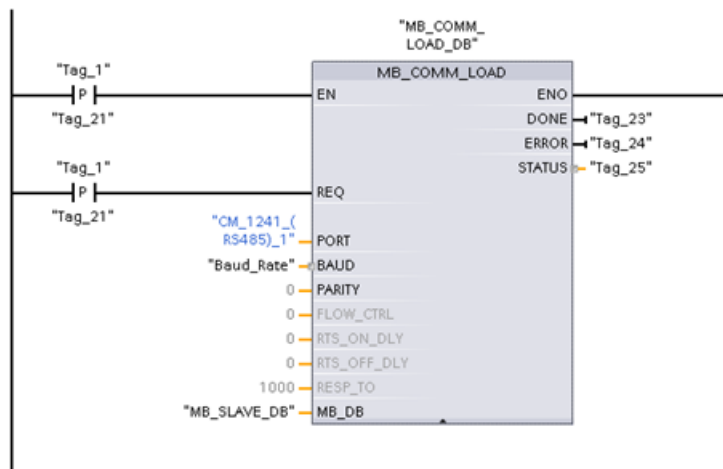 "MB_COMM_
LOAD_DB"
MB_COMM_LOAD
"Tag_1"
P
"Tag_21"
EN
ENO
DONE
"Tag_23"
ERROR
"Tag_24"
STATUS
"Tag_25"
"Tag_1"
P
"Tag_21"
REQ
"CM_1241_(
RS485)_1"
PORT
"Baud_Rate"
BAUD
0
PARITY
0
FLOW_CTRL
0
RTS_ON_DLY
0
RTS_OFF_DLY
1000
RESP_TO
"MB_SLAVE_DB"
MB_DB